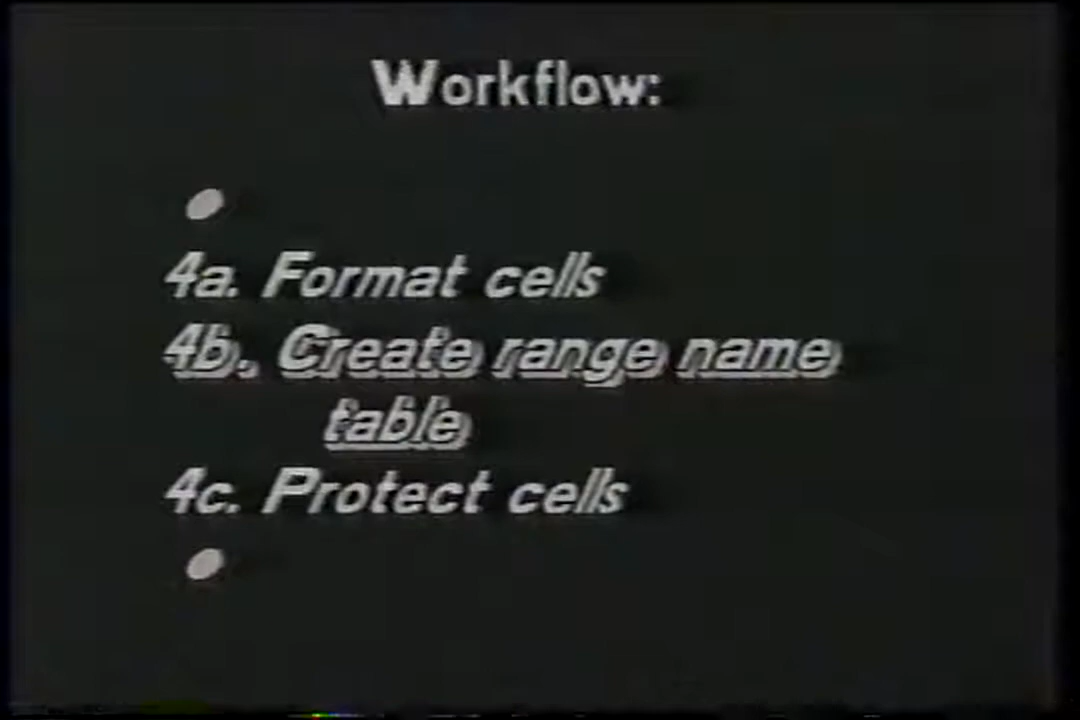 Workflow:
4a. Format cells
4b. Create range name
table
4c. Protect cells